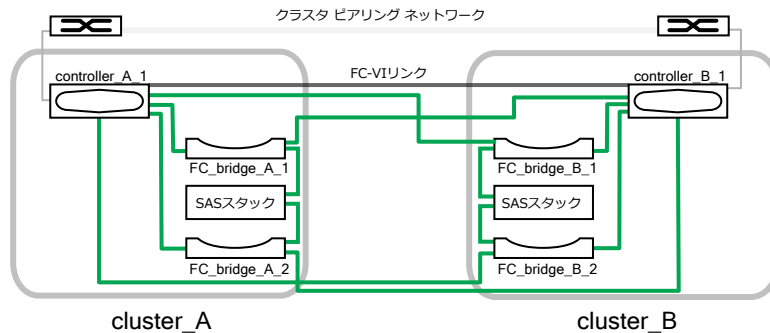 クラスタ ピアリング ネットワーク
controller_A_1
FC-VIリンク
controller_B_1
FC_bridge_A_1
FC_bridge_B_1
SASスタック
SASスタック
FC_bridge_A_2
FC_bridge_B_2
cluster_A
cluster_B